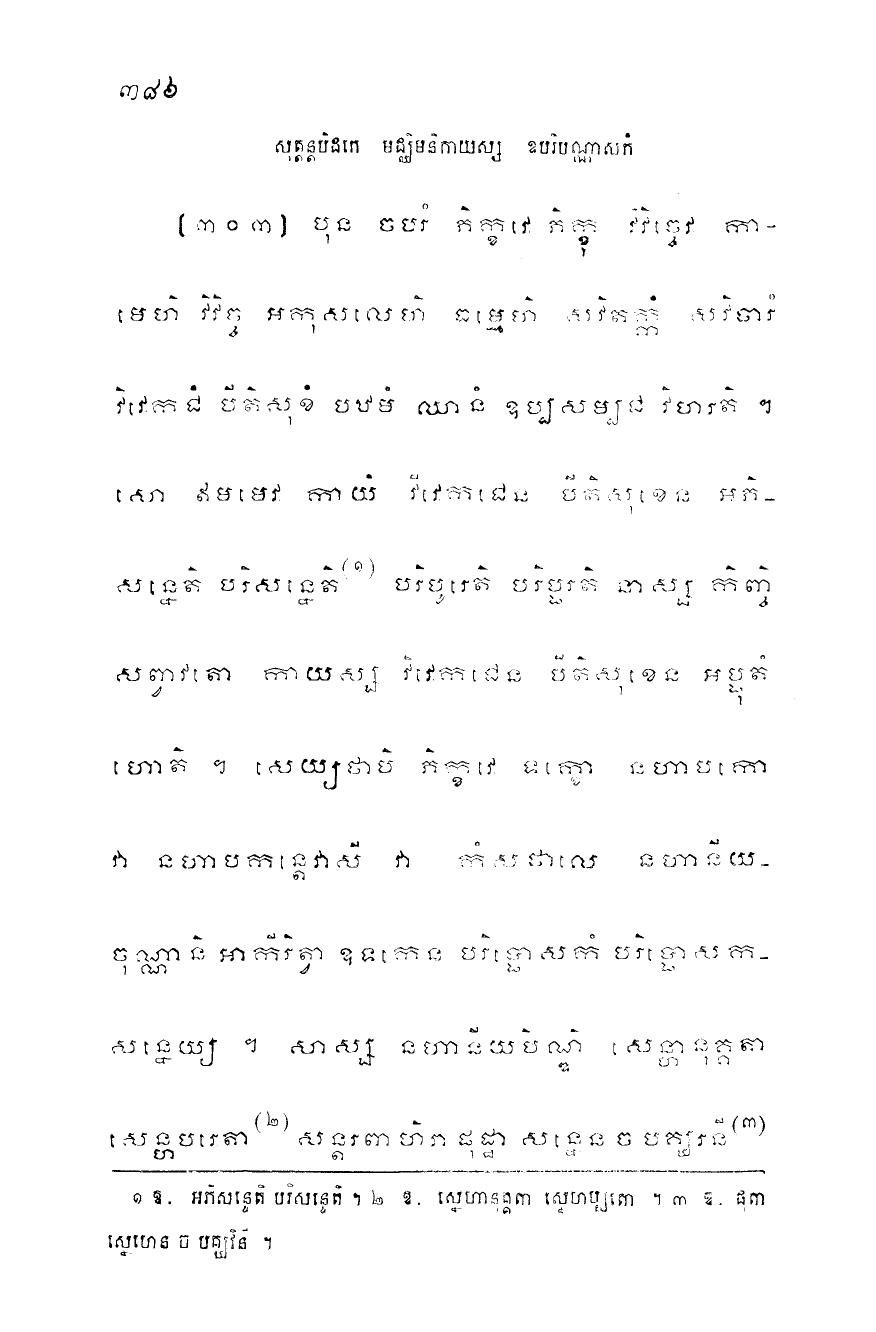 ៣៨៦
សុត្តន្តបិដកេ មជ្ឈិមនិកាយស្ស ឧបរិបណ្ណាសកំ
[៣០៣] បុន ចបរំ ភិក្ខវេ ភិក្ខុ វិវិច្ចេវ កា-
មេហិ វិវិច្ច អកុសលេហិ ធម្មេហិ សវិតក្កំ សវិចារំ
វិវេកជំ បីតិសុខំ បឋមំ ឈានំ ឧប្បសម្បជ វិហរតិ ។
សោ ឥមមេវ កាយំ វិវេកជេន បីតិសុខេន អភិ-
សន្នេតិ បរិសន្នេតិ(១) បរិបូរេតិ បរិប្ផរតិ នាស្ស កិញ្ចិ
សព្វាវតោ កាយស្ស វិវេកជេន បីតិសុខេន អប្ផុតំ
ហោតិ ។ សេយ្យថាបិ ភិក្ខវេ ទក្ខោ នហាបកោ
វា នហាបកន្តេវាសី វា កំសថាលេ នហានីយ-
ចុណ្ណានិ អាកីរិត្វា ឧទកេន បរិប្ផោសកំ បរិប្ផោសក-
សន្នេយ្យ ។ សាស្ស នហានីយបិណ្ឌិ សេន្ហានុគ្គតា
សេន្ហបរេតា(២) សន្តរពាហិរា ផុដ្ឋា សន្នេន ច បក្ឃរនី(៣)
១ ឱ. អភិសន្ទេតិ បរិសន្ទេតិ ។ ២ ឱ. ស្នេហានុគ្គតា ស្នេហប្បរេតា ។ ៣ ឱ. ផុតា
ស្នេហេន ច បគ្ឃរិនី ។